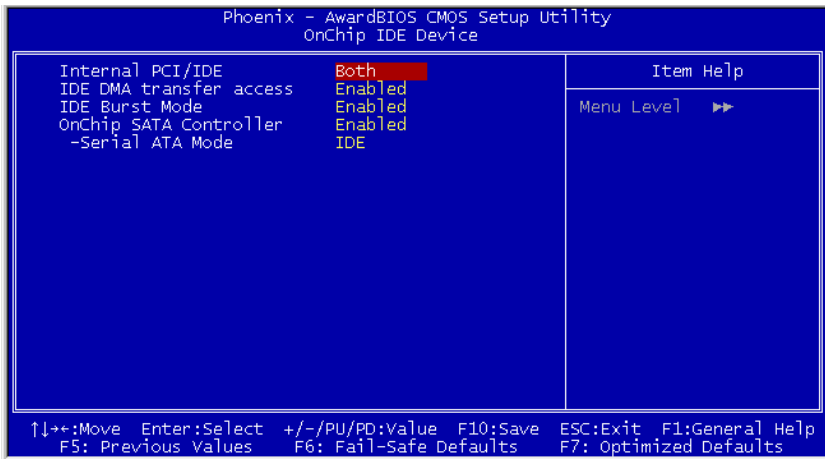 Phoenix - AwardBIOS CMOS Setup Utility
OnChip IDE Device
Internal PCI/IDE Both
IDE DMA transfer access Enabled
IDE Burst Mode Enabled
OnChip SATA Controller Enabled
-Serial ATA Mode IDE
Item Help
Menu Level ►►
↑↓→←:Move Enter:Select +/-/PU/PD:Value F10:Save ESC:Exit F1:General Help
F5: Previous Values F6: Fail-Safe Defaults F7: Optimized Defaults